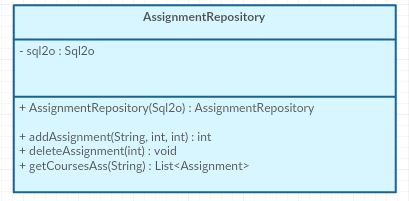 AssignmentRepository
- sql2o : Sql2o
+ AssignmentRepository(Sql2o) : AssignmentRepository
+ addAssignment(String, int, int) : int
+ deleteAssignment(int) : void
+ getCoursesAss(String) : List<Assignment>